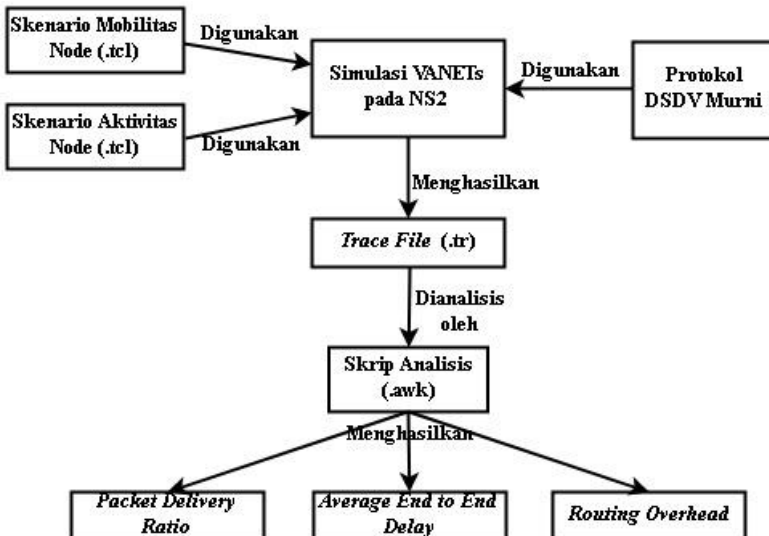 Skenario Mobilitas
Node (.tcl)
Digunakan
Simulasi VANETs
pada NS2
Digunakan
Protokol
DSDV Murni
Skenario Aktivitas
Node (.tcl)
Digunakan
Menghasilkan
Trace File (.tr)
Dianalisis
oleh
Skrip Analisis
(.awk)
Menghasilkan
Packet Delivery
Ratio
Average End to End
Delay
Routing Overhead